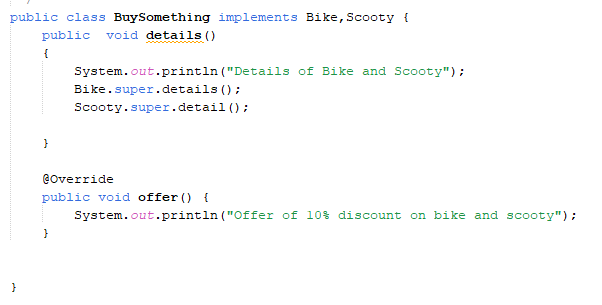 public class BuySomething implements Bike,Scooty {
public  void details()
{
System.out.println("Details of Bike and Scooty");
Bike.super.details();
Scooty.super.detail();
}
@Override
public void offer() {
System.out.println("Offer of 10% discount on bike and scooty");
}
}